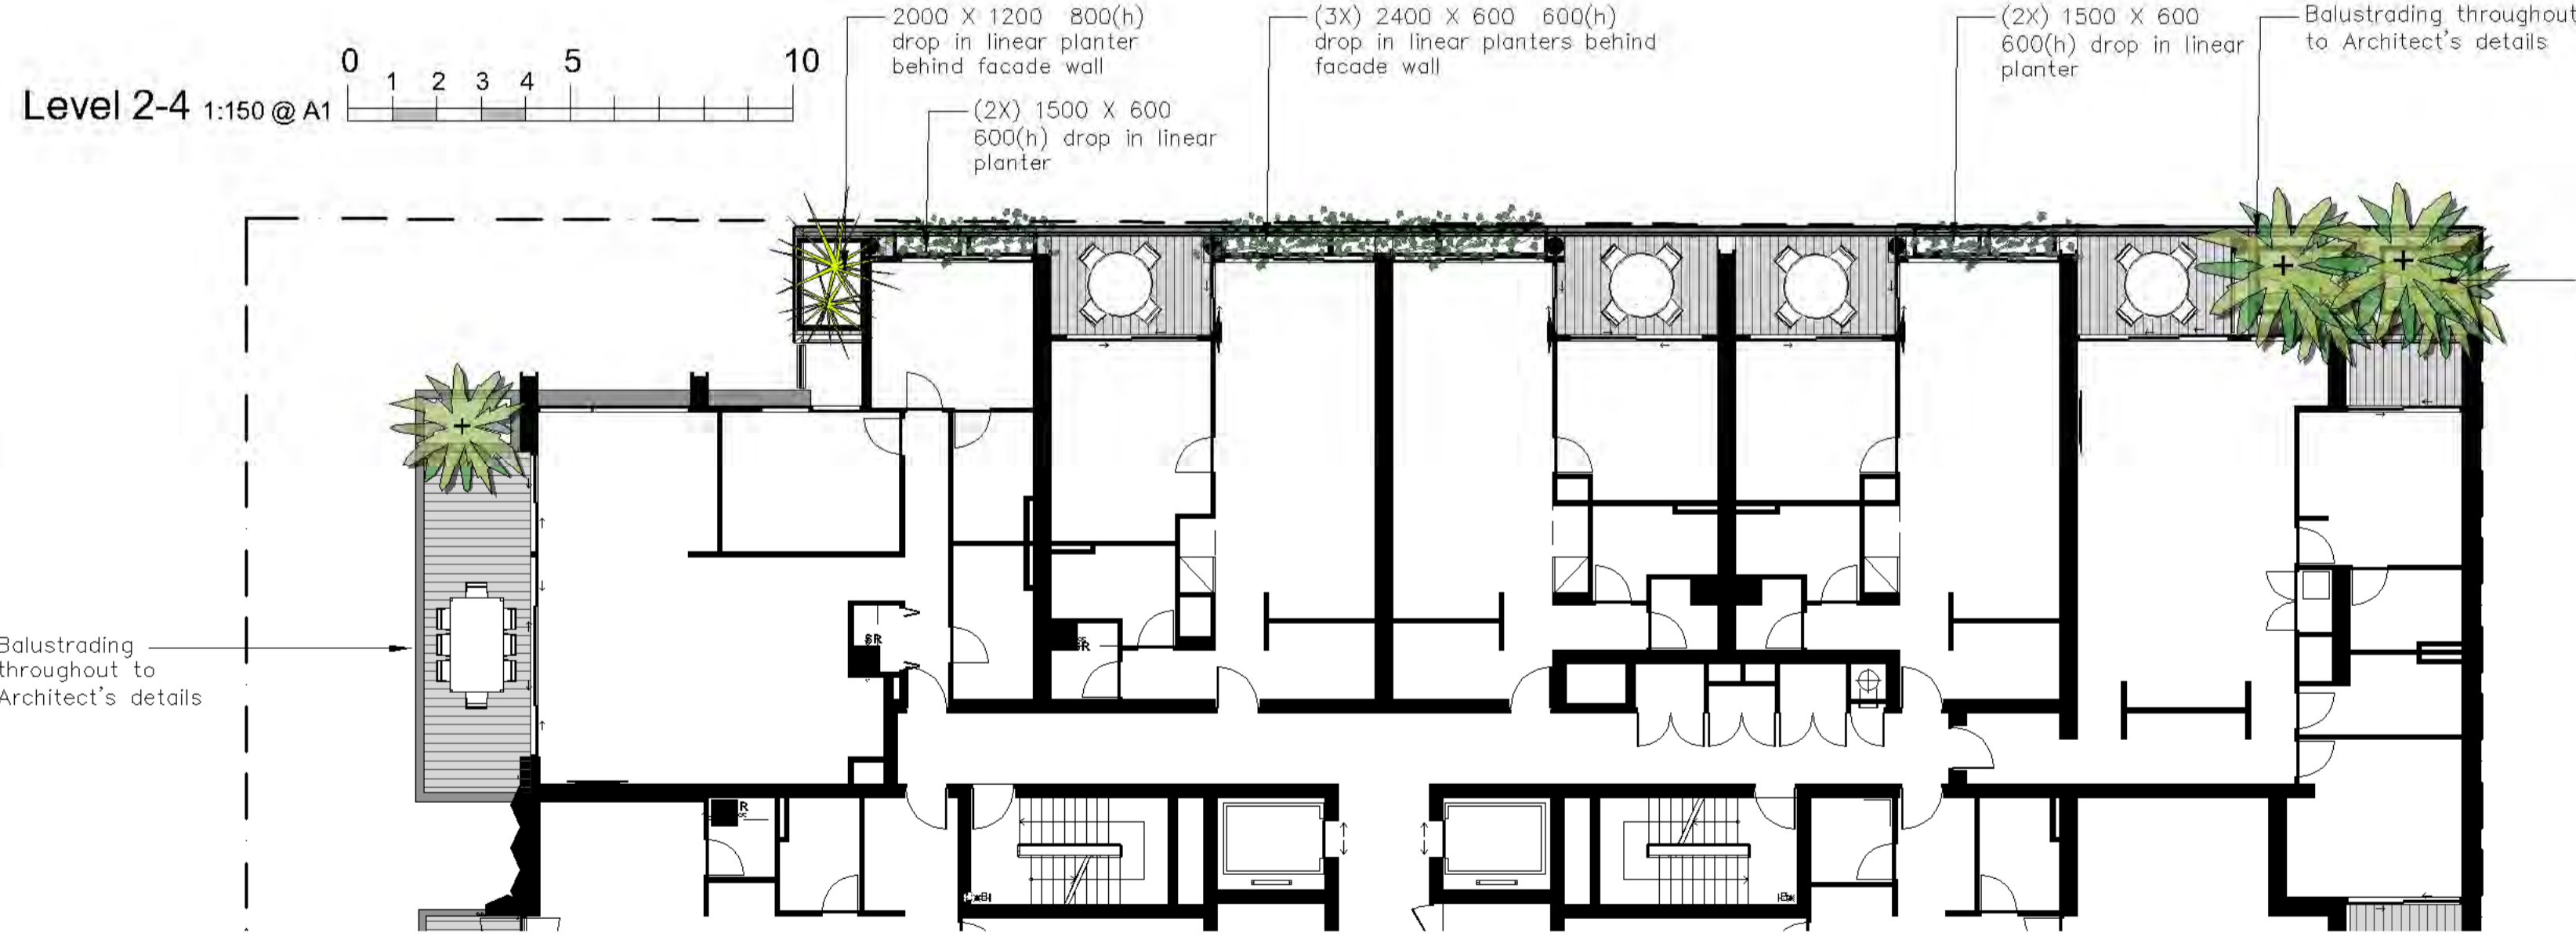 2000 X 1200 800(h)
drop in linear planter
behind facade wall
(3X) 2400 X 600 600(h)
drop in linear planters behind
facade wall
(2X) 1500 X 600
600(h) drop in linear
planter
Balustrading throughout
to Architect's details
0 5 10
1 2 3 4
Level 2-4 1:150 @ A1
(2X) 1500 X 600
600(h) drop in linear
planter
SR
Balustrading
throughout to
Architect's details
R